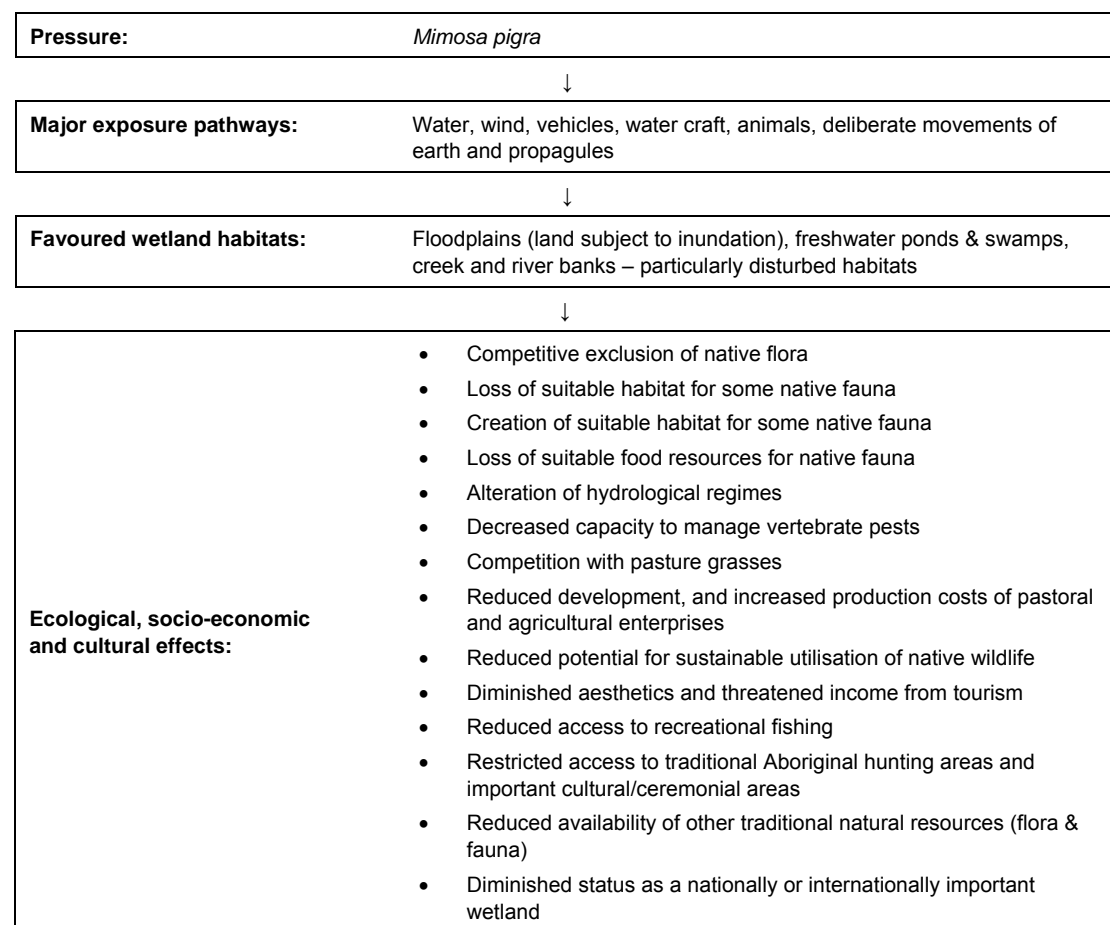 Pressure: Mimosa pigra
↓
Major exposure pathways: Water, wind, vehicles, water craft, animals, deliberate movements of
earth and propagules
↓
Favoured wetland habitats: Floodplains (land subject to inundation), freshwater ponds & swamps,
creek and river banks – particularly disturbed habitats
↓
Ecological, socio-economic
and cultural effects:
• Competitive exclusion of native flora
• Loss of suitable habitat for some native fauna
• Creation of suitable habitat for some native fauna
• Loss of suitable food resources for native fauna
• Alteration of hydrological regimes
• Decreased capacity to manage vertebrate pests
• Competition with pasture grasses
• Reduced development, and increased production costs of pastoral
and agricultural enterprises
• Reduced potential for sustainable utilisation of native wildlife
• Diminished aesthetics and threatened income from tourism
• Reduced access to recreational fishing
• Restricted access to traditional Aboriginal hunting areas and
important cultural/ceremonial areas
• Reduced availability of other traditional natural resources (flora &
fauna)
• Diminished status as a nationally or internationally important
wetland